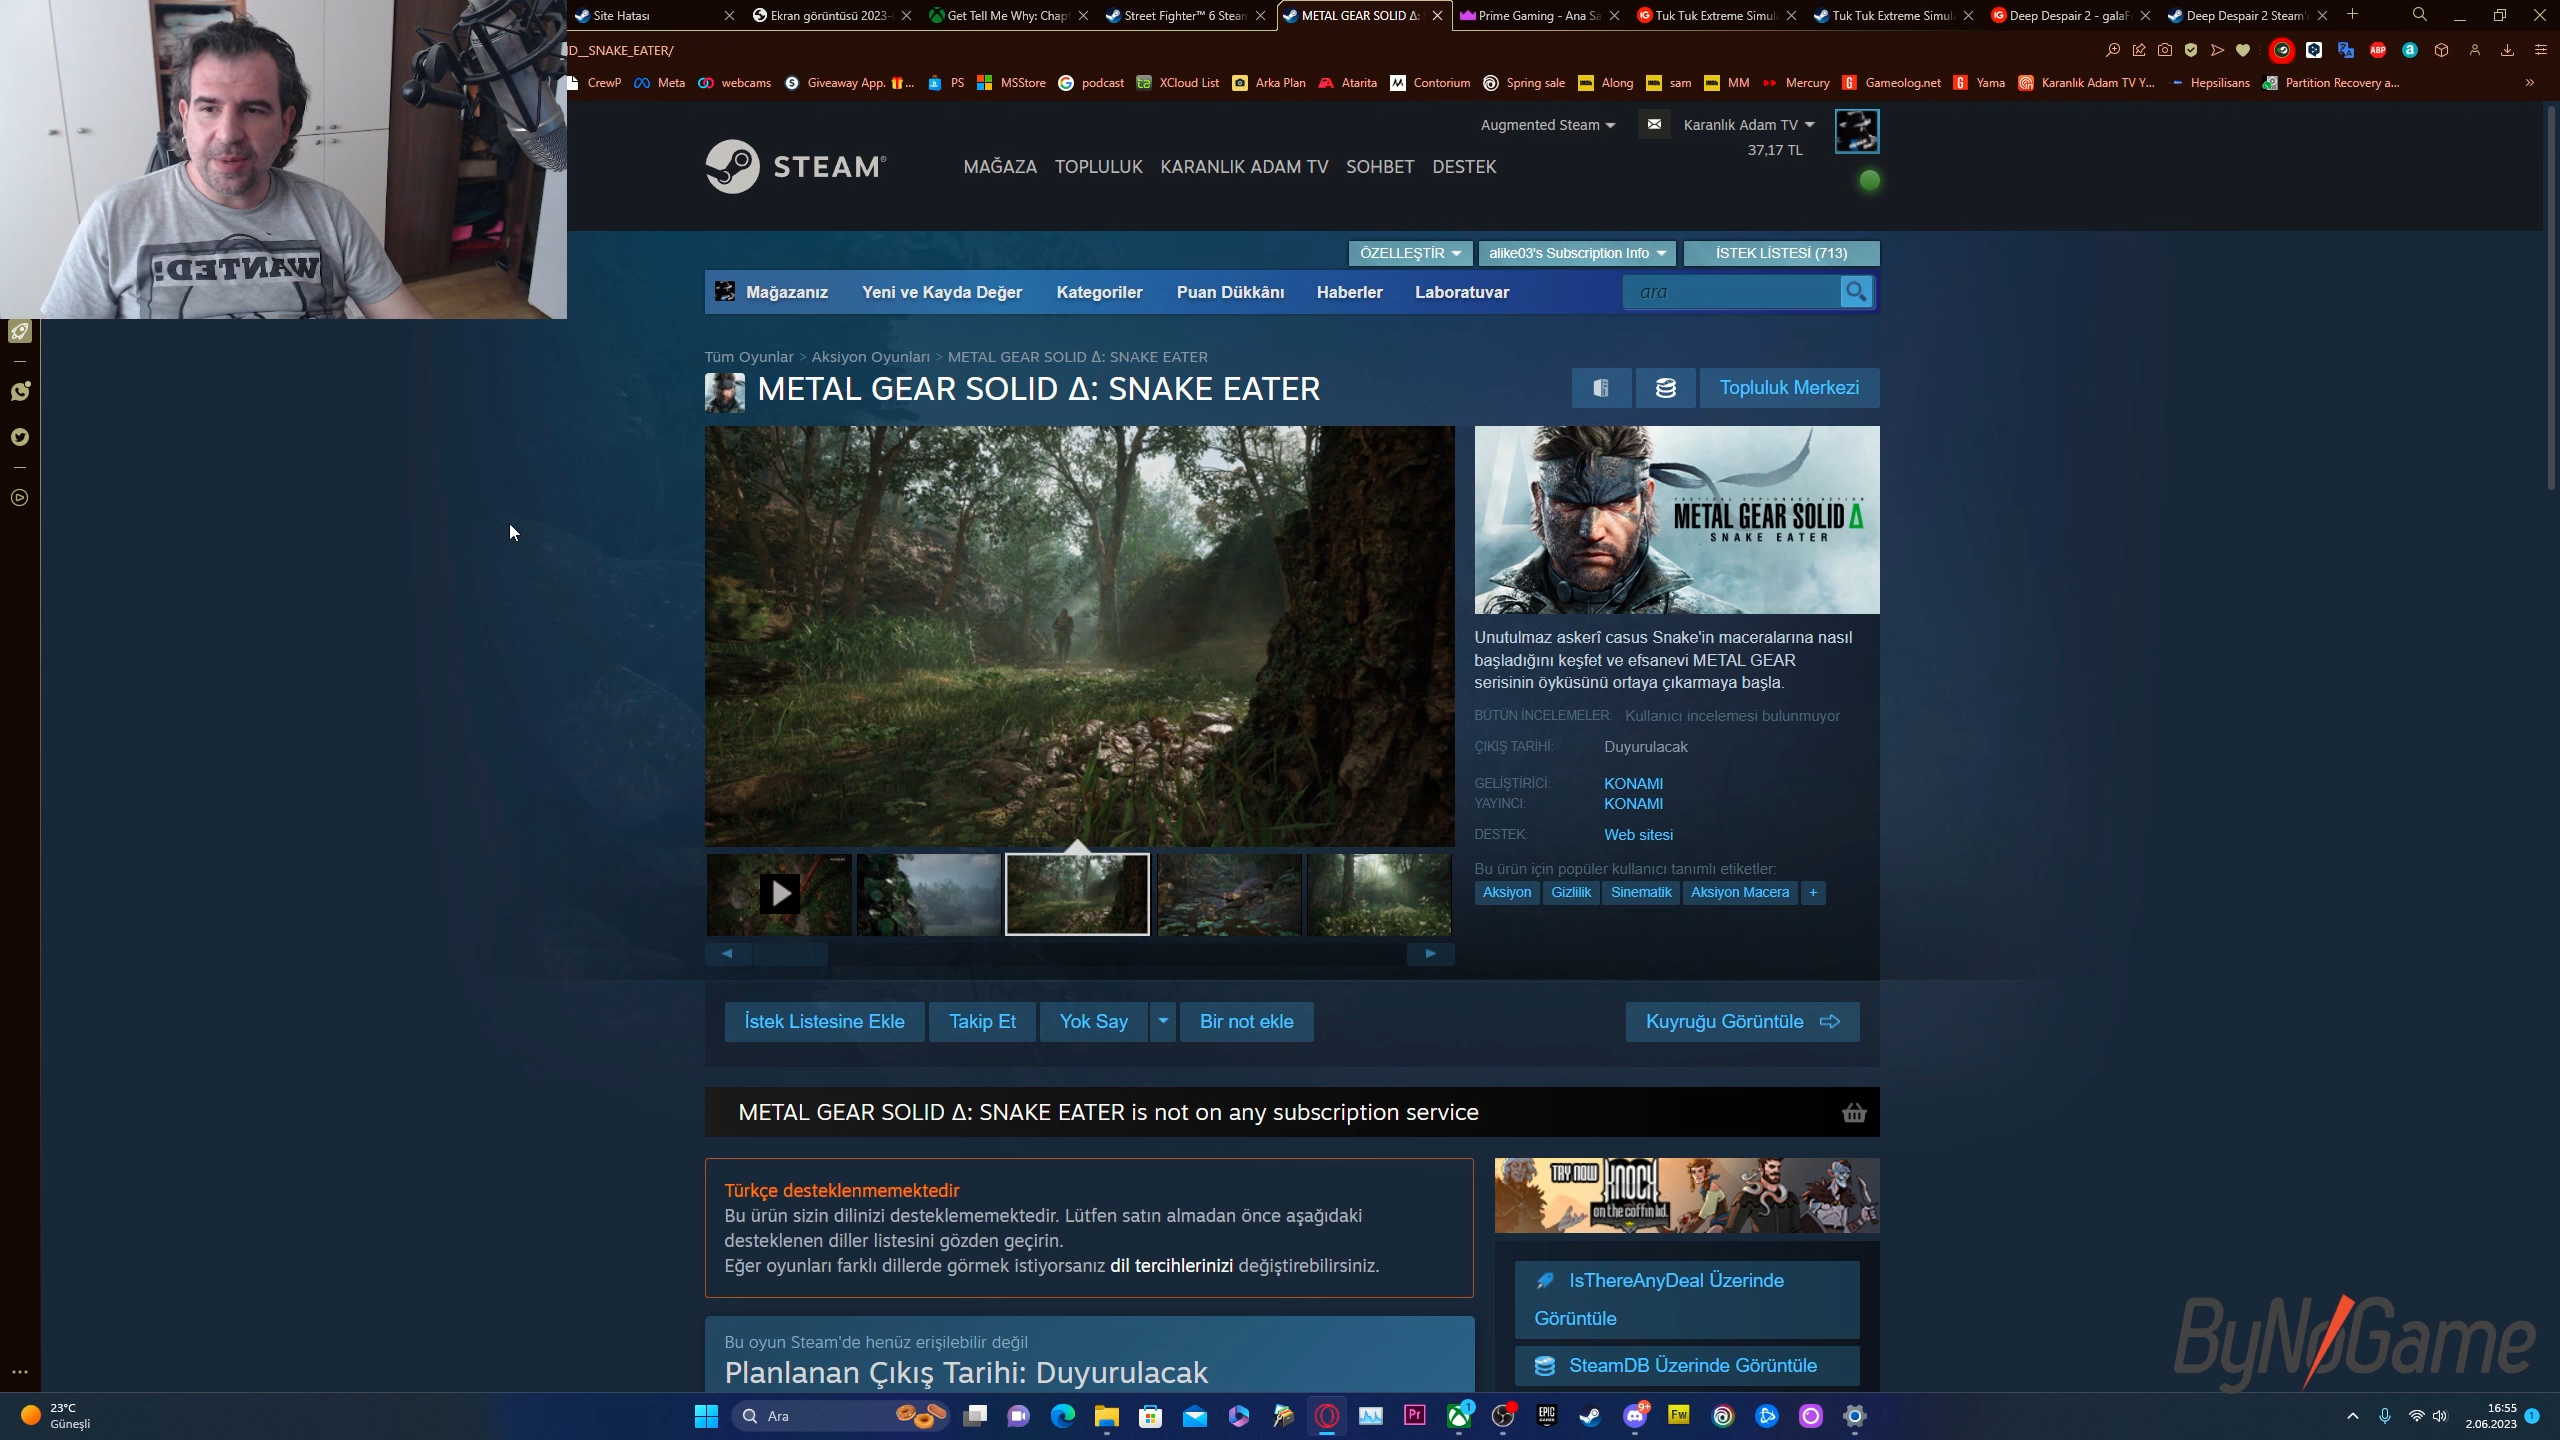 Site Hatası
Ekran görüntüsü 2023-
Get Tell Me Why: Chapt
Street Fighter™ 6 Steam
METAL GEAR SOLID Δ:
Prime Gaming - Ana Sa
Tuk Tuk Extreme Simul
Tuk Tuk Extreme Simul
Deep Despair 2 - galaF
Deep Despair 2 Steam'
D__SNAKE_EATER/
CrewP
Meta
webcams
Giveaway App. ...
PS
MSStore
podcast
XCloud List
Arka Plan
Atarita
Contorium
Spring sale
Along
sam
MM
Mercury
Gameolog.net
Yama
Karanlık Adam TV Y...
Hepsilisans
Partition Recovery a...
WANTED!
Augmented Steam
Karanlık Adam TV
37,17 TL
STEAM®
MAĞAZA
TOPLULUK
KARANLIK ADAM TV
SOHBET
DESTEK
ÖZELLEŞTİR
alike03's Subscription Info
İSTEK LİSTESİ (713)
Mağazanız
Yeni ve Kayda Değer
Kategoriler
Puan Dükkânı
Haberler
Laboratuvar
ara
Tüm Oyunlar > Aksiyon Oyunları > METAL GEAR SOLID Δ: SNAKE EATER
METAL GEAR SOLID Δ: SNAKE EATER
Topluluk Merkezi
TACTICAL ESPIONAGE ACTION
METAL GEAR SOLID Δ
SNAKE EATER
Unutulmaz askerî casus Snake'in maceralarına nasıl
başladığını keşfet ve efsanevi METAL GEAR
serisinin öyküsünü ortaya çıkarmaya başla.
BÜTÜN İNCELEMELER: Kullanıcı incelemesi bulunmuyor
ÇIKIŞ TARİHİ: Duyurulacak
GELİŞTİRİCİ: KONAMI
YAYINCI: KONAMI
DESTEK: Web sitesi
Bu ürün için popüler kullanıcı tanımlı etiketler:
Aksiyon
Gizlilik
Sinematik
Aksiyon Macera
+
İstek Listesine Ekle
Takip Et
Yok Say
Bir not ekle
Kuyruğu Görüntüle
METAL GEAR SOLID Δ: SNAKE EATER is not on any subscription service
Türkçe desteklenmemektedir
Bu ürün sizin dilinizi desteklememektedir. Lütfen satın almadan önce aşağıdaki
desteklenen diller listesini gözden geçirin.
Eğer oyunları farklı dillerde görmek istiyorsanız dil tercihlerinizi değiştirebilirsiniz.
TRY NOW
KNOCK
on the coffin lid
IsThereAnyDeal Üzerinde
Görüntüle
SteamDB Üzerinde Görüntüle
Bu oyun Steam'de henüz erişilebilir değil
Planlanan Çıkış Tarihi: Duyurulacak
ByNoGame
23°C
Güneşli
Ara
Pr
1
EPIC
GAMES
9+
Fw
16:55
2.06.2023
1
ABP